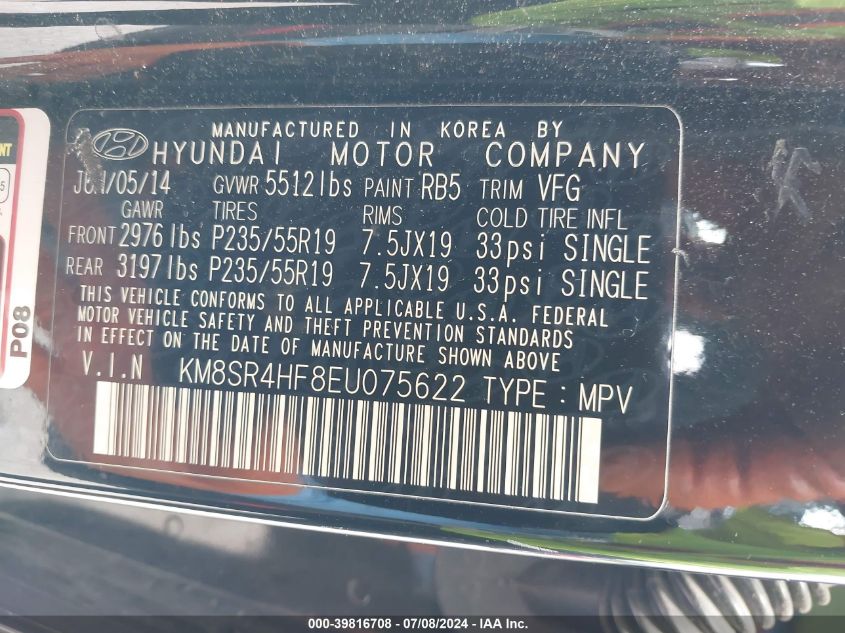 MANUFACTURED IN KOREA BY
HYUNDAI MOTOR COMPANY
/05/14 GVWR 5512lbs PAINT RB5 TRIM VFG
GAWR TIRES RIMS COLD TIRE INFL
FRONT 2976lbs P235/55R19 7.5JX19 33psi SINGLE
REAR 3197lbs P235/55R19 7.5JX19 33psi SINGLE
THIS VEHICLE CONFORMS TO ALL APPLICABLE U.S.A. FEDERAL
MOTOR VEHICLE SAFETY AND THEFT PREVENTION STANDARDS
IN EFFECT ON THE DATE OF MANUFACTURE SHOWN ABOVE
V.I.N KM8SR4HF8EU075622 TYPE : MPV
P08
000-39816708 - 07/08/2024 - IAA Inc.